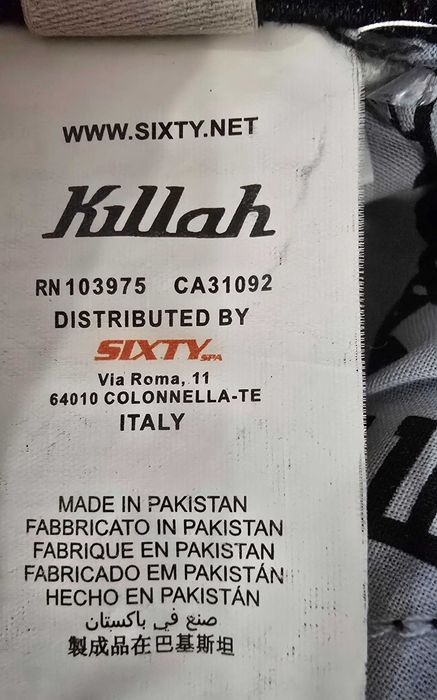 WWW.SIXTY.NET
Killah
RN103975 CA31092
DISTRIBUTED BY
SIXTY SPA
Via Roma, 11
64010 COLONNELLA-TE
ITALY
MADE IN PAKISTAN
FABBRICATO IN PAKISTAN
FABRIQUE EN PAKISTAN
FABRICADO EM PAKISTÁN
HECHO EN PAKISTÁN
صنع في باكستان
製成品在巴基斯坦